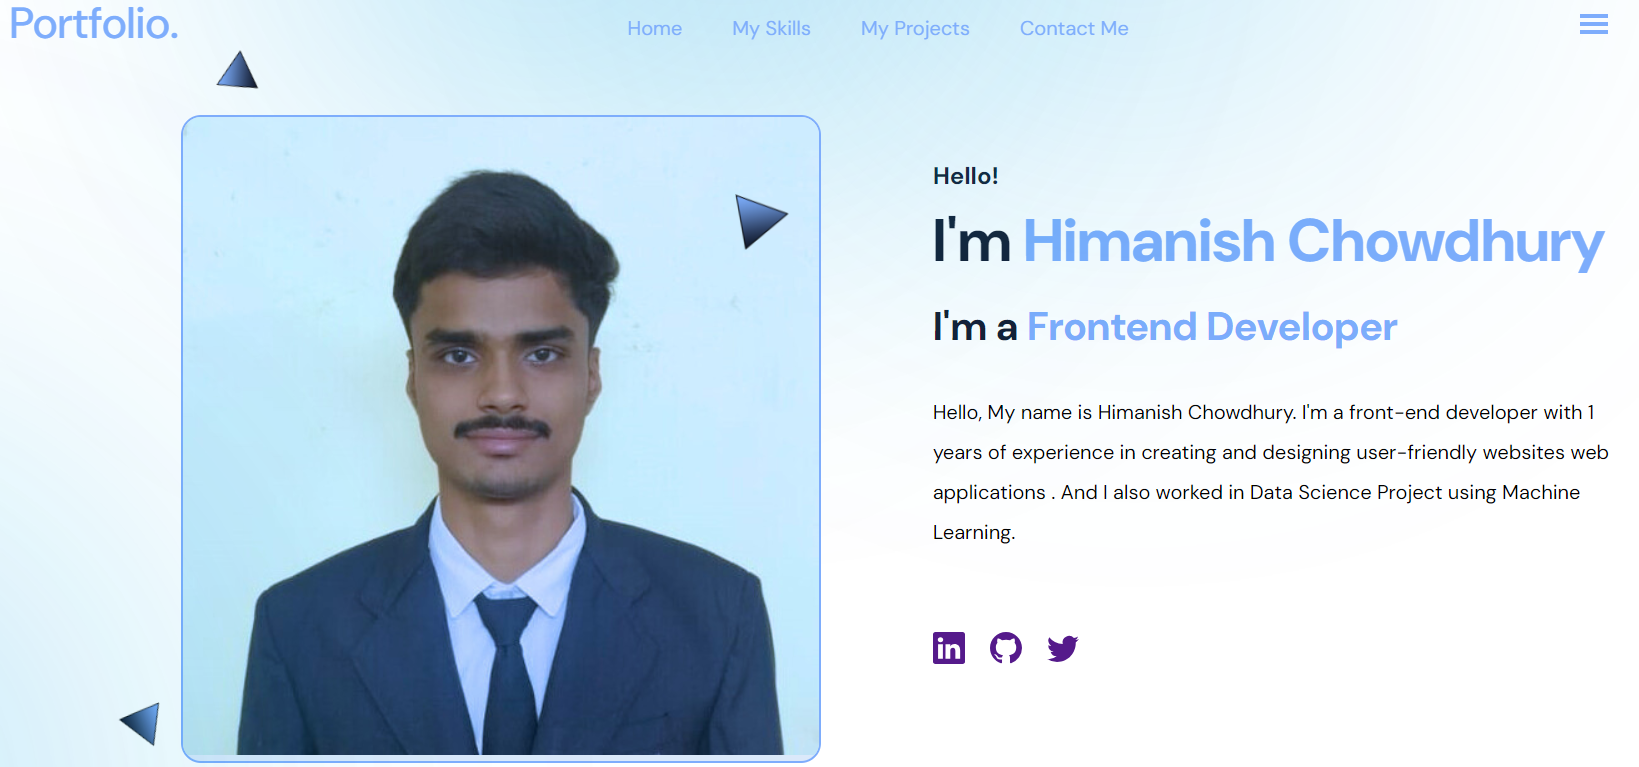 Portfolio.
Home My Skills My Projects Contact Me
Hello!
I'm Himanish Chowdhury
I'm a Frontend Developer
Hello, My name is Himanish Chowdhury. I'm a front-end developer with 1
years of experience in creating and designing user-friendly websites web
applications . And I also worked in Data Science Project using Machine
Learning.
in